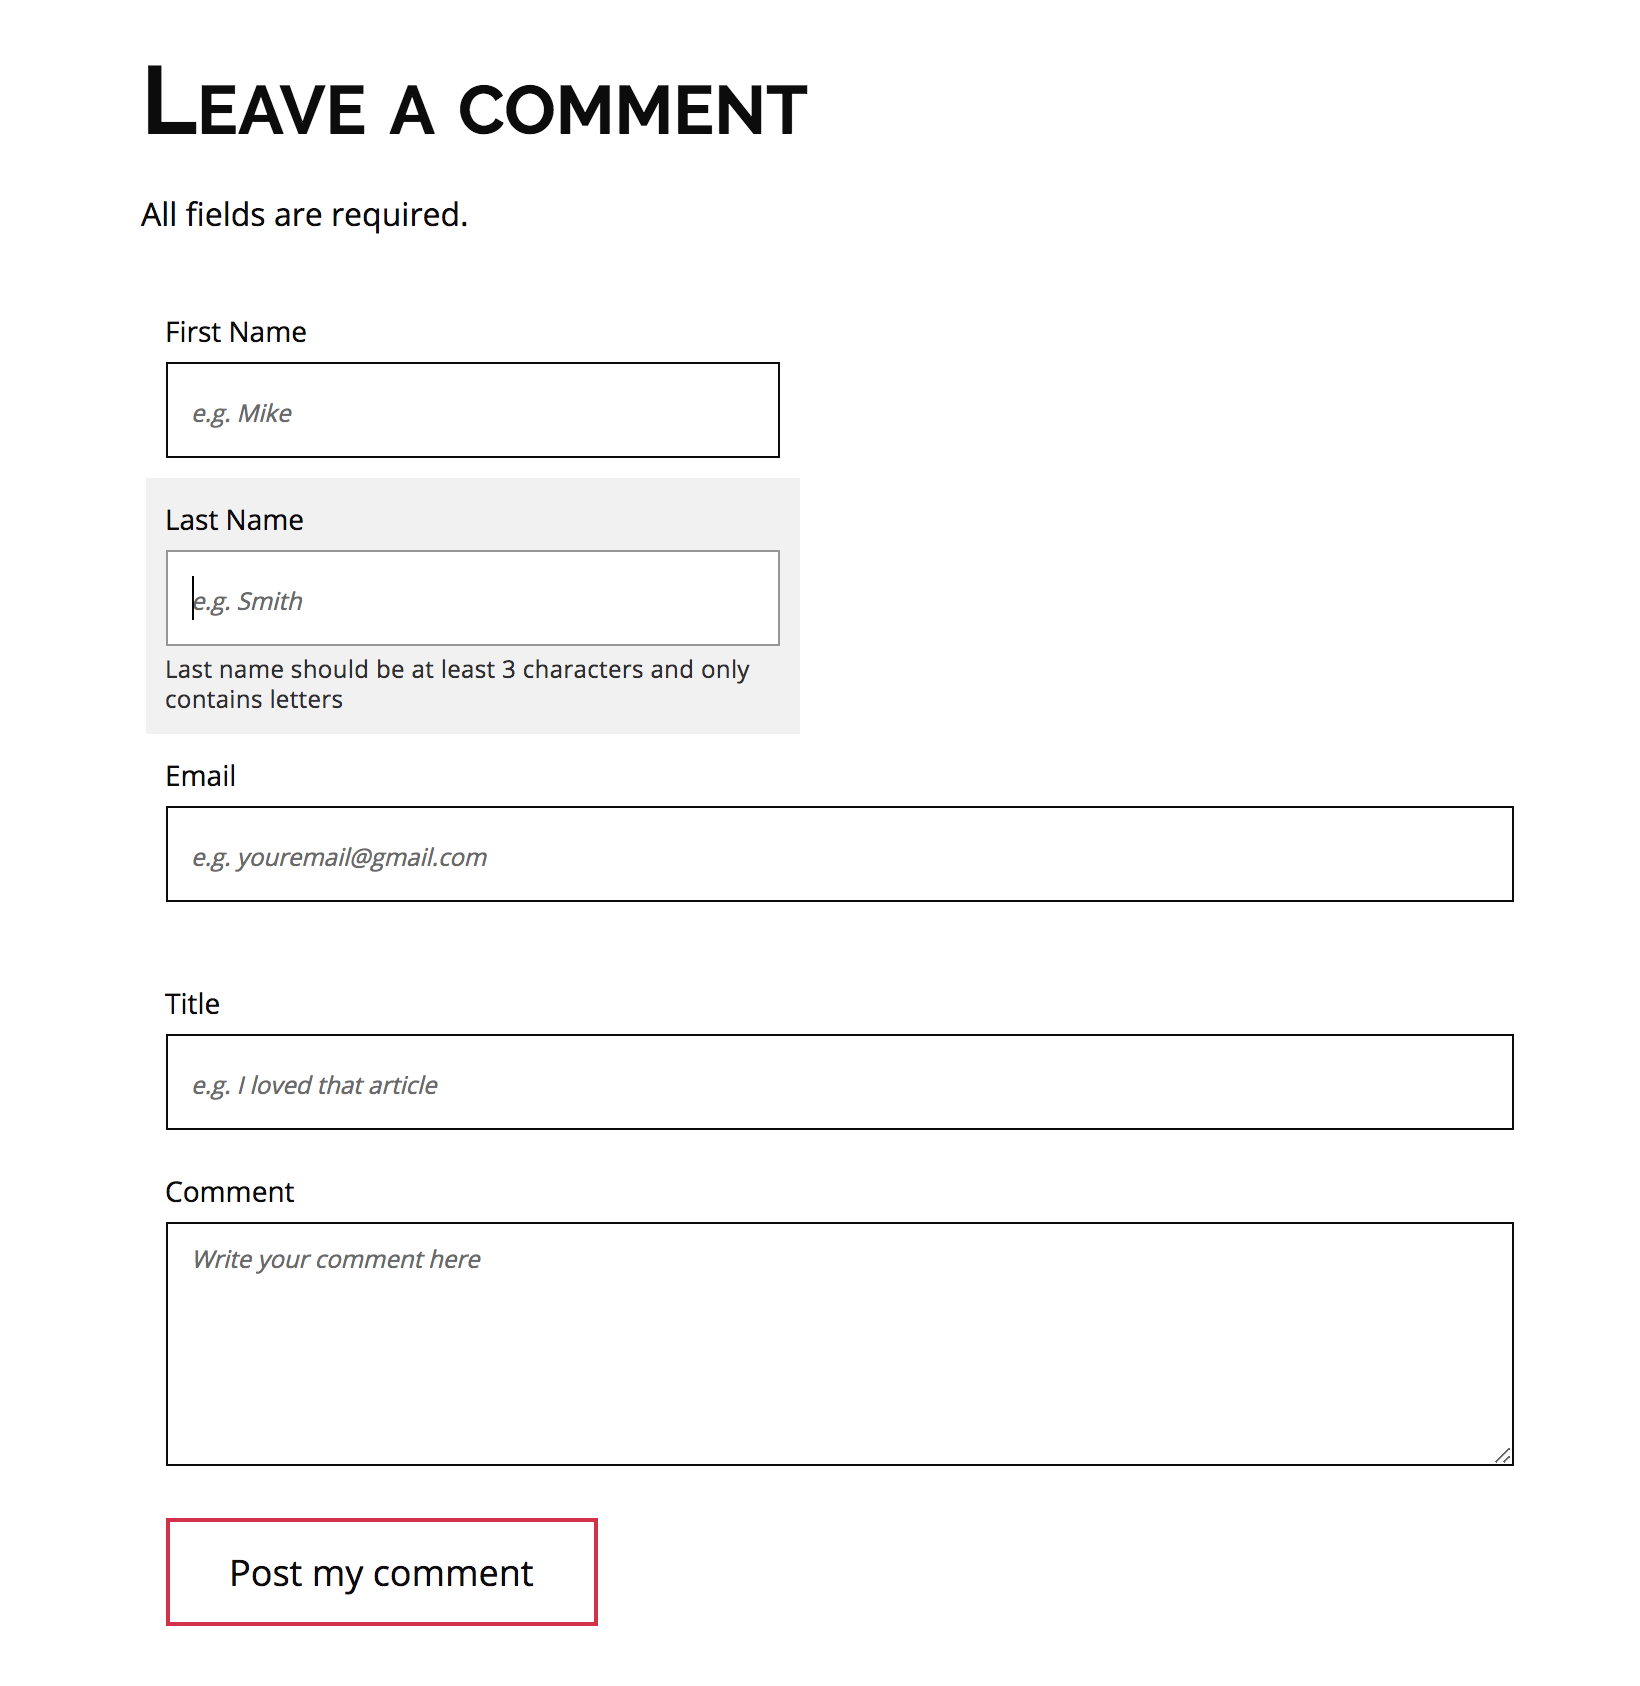 Leave a comment
All fields are required.
First Name
e.g. Mike
Last Name
e.g. Smith
Last name should be at least 3 characters and only
contains letters
Email
e.g. youremail@gmail.com
Title
e.g. I loved that article
Comment
Write your comment here
Post my comment